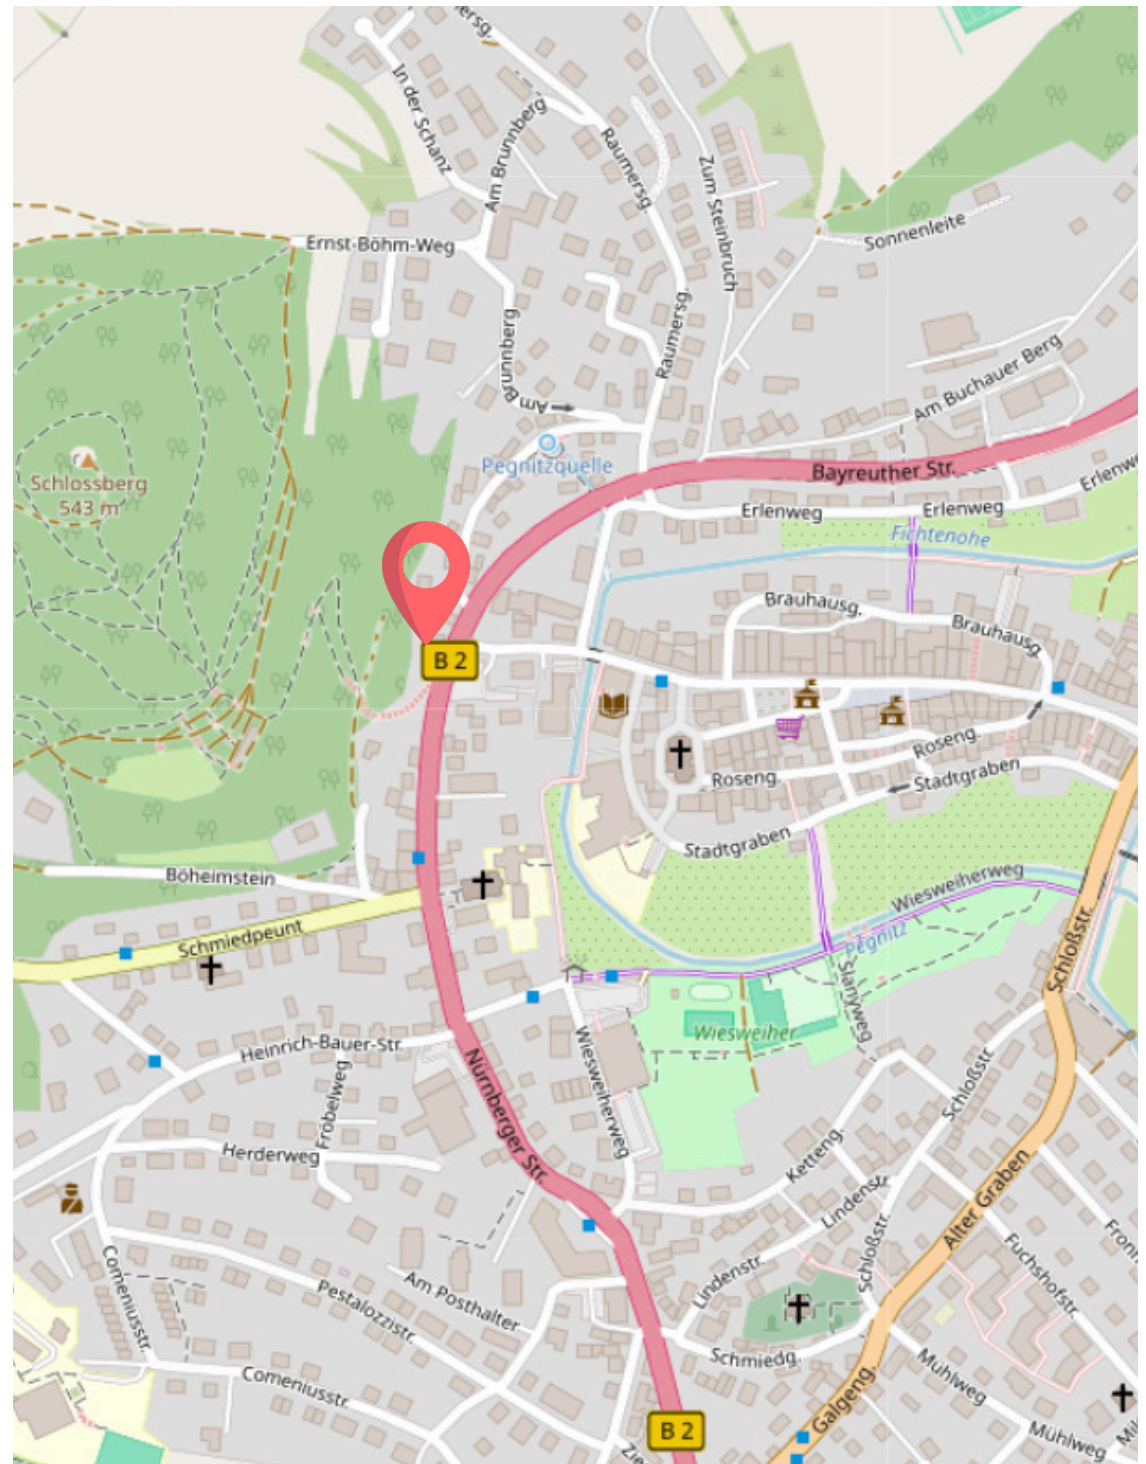 In der Schanz
Am Brunnberg
Raumersg.
Zum Steinbruch
Sonnenleite
Ernst-Böhm-Weg
Am Brunnberg
Raumersg.
Am
Am Buchauer Berg
Pegnitzquelle
Schlossberg
543 m
Bayreuther Str.
Erlenweg
Erlenweg
Fichtenohe
Brauhausg.
Brauhausg.
B 2
Roseng.
Roseng.
Stadtgraben
Stadtgraben
Böheimstein
Wiesweiherweg
Schmiedpeunt
Pegnitz
Schloßstr.
Slanyweg
Wiesweiher
Heinrich-Bauer-Str.
Nürnberger Str.
Wiesweiherweg
Schloßstr.
Fröbelweg
Herderweg
Ketteng.
Lindenstr.
Alter Graben
Schloßstr.
Fuchshofstr.
Comeniusstr.
Pestalozzistr.
Am Posthalter
Lindenstr.
Schmiedg.
Mühlweg
Comeniusstr.
Galgeng.
B 2
Mühlweg